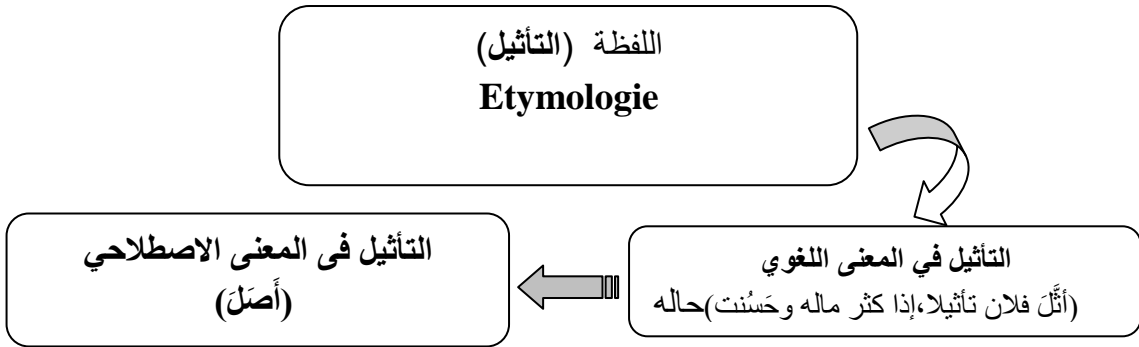 اللفظة (التأثيل)
Etymologie
التأثيل في المعنى اللغوي
(أثَّلَ فلان تأثيلا،إذا كثر ماله وحَسُنت)حاله
التأثيل فى المعنى الاصطلاحي
(أَصَلَ)